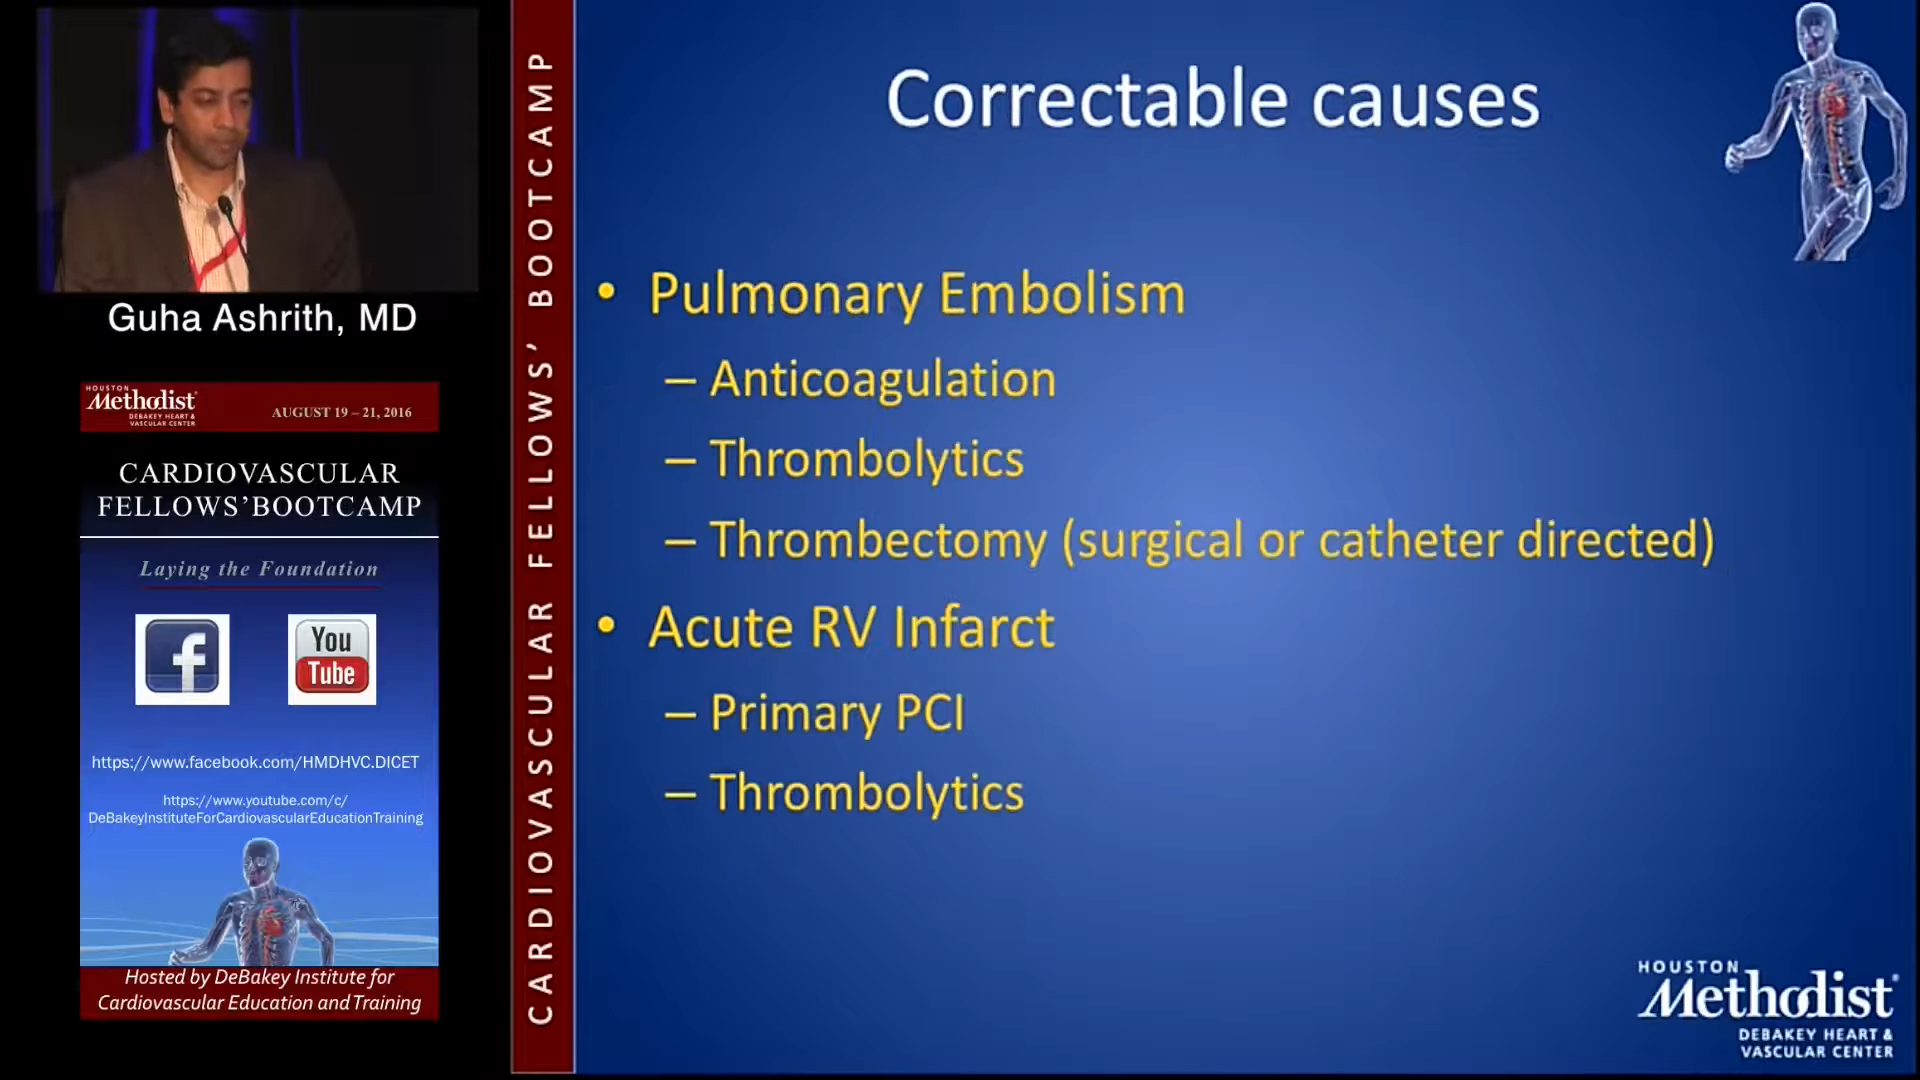 Guha Ashrith, MD
HOUSTON
Methodist
DEBAKEY HEART &
VASCULAR CENTER
AUGUST 19 – 21, 2016
CARDIOVASCULAR
FELLOWS'BOOTCAMP
Laying the Foundation
f
You
Tube
https://www.facebook.com/HMDHVC.DICET
https://www.youtube.com/c/
DeBakeyInstituteForCardiovascularEducationTraining
Hosted by DeBakey Institute for
Cardiovascular Education and Training
CARDIOVASCULAR FELLOWS' BOOTCAMP
Correctable causes
• Pulmonary Embolism
– Anticoagulation
– Thrombolytics
– Thrombectomy (surgical or catheter directed)
• Acute RV Infarct
– Primary PCI
– Thrombolytics
HOUSTON
Methodist®
DEBAKEY HEART &
VASCULAR CENTER